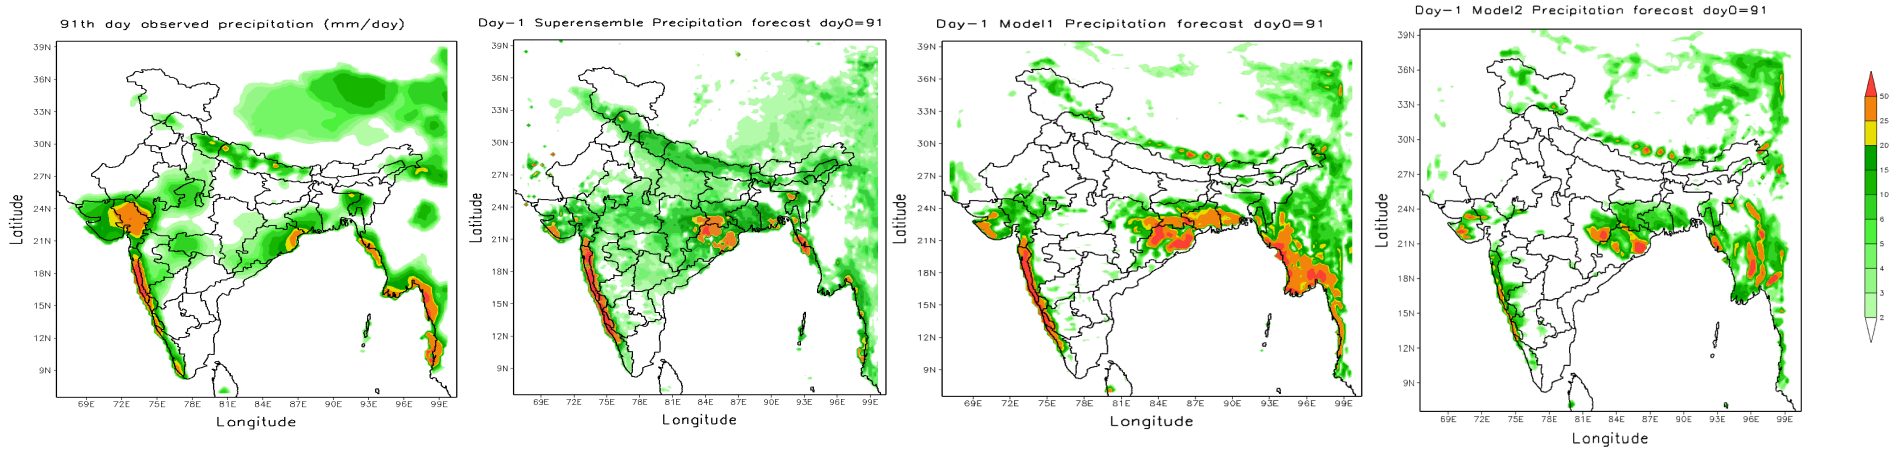 91th day observed precipitation (mm/day)
Latitude
39N
36N
33N
30N
27N
24N
21N
18N
15N
12N
9N
69E 72E 75E 78E 81E 84E 87E 90E 93E 96E 99E
Longitude
Day-1 Superensemble Precipitation forecast day0=91
Latitude
39N
36N
33N
30N
27N
24N
21N
18N
15N
12N
9N
69E 72E 75E 78E 81E 84E 87E 90E 93E 96E 99E
Longitude
Day-1 Model1 Precipitation forecast day0=91
Latitude
39N
36N
33N
30N
27N
24N
21N
18N
15N
12N
9N
69E 72E 75E 78E 81E 84E 87E 90E 93E 96E 99E
Longitude
Day-1 Model2 Precipitation forecast day0=91
Latitude
39N
36N
33N
30N
27N
24N
21N
18N
15N
12N
9N
69E 72E 75E 78E 81E 84E 87E 90E 93E 96E 99E
Longitude
50
25
20
15
10
6
5
4
3
2